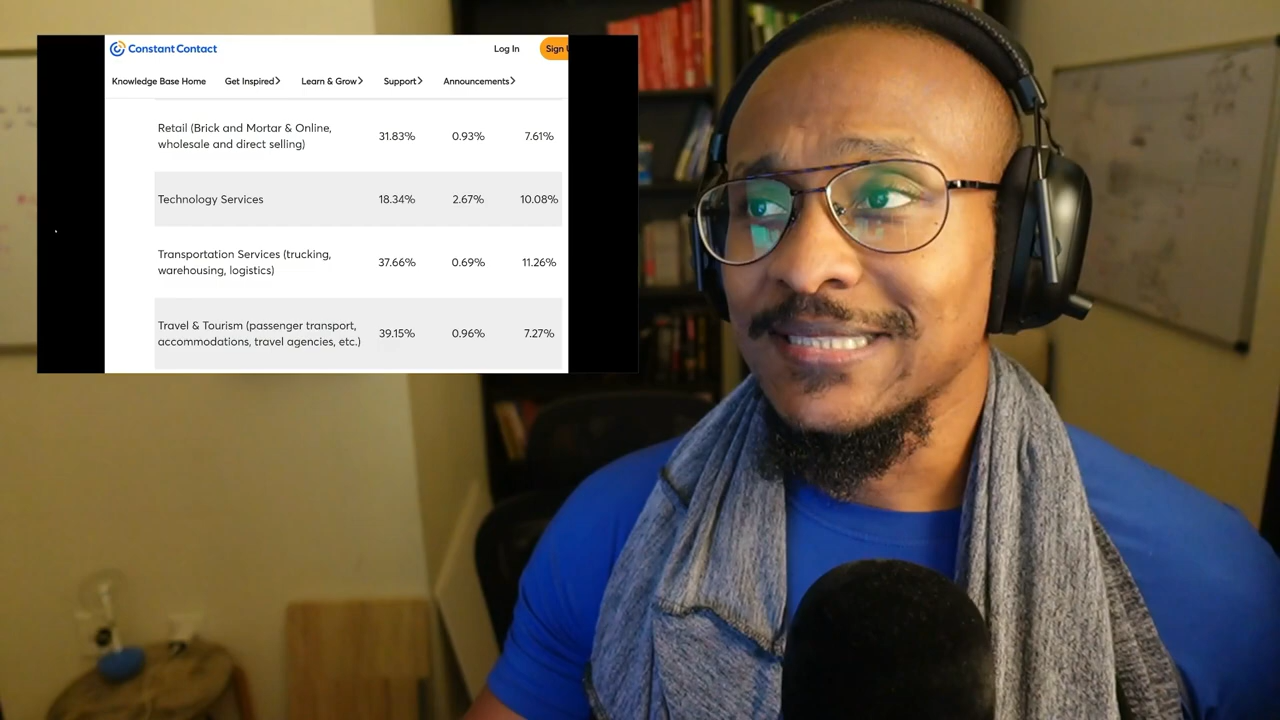 Constant Contact
Log In
Sign
Knowledge Base Home Get Inspired Learn & Grow Support Announcements
Retail (Brick and Mortar & Online,
wholesale and direct selling)
31.83% 0.93% 7.61%
Technology Services 18.34% 2.67% 10.08%
Transportation Services (trucking,
warehousing, logistics)
37.66% 0.69% 11.26%
Travel & Tourism (passenger transport,
accommodations, travel agencies, etc.)
39.15% 0.96% 7.27%